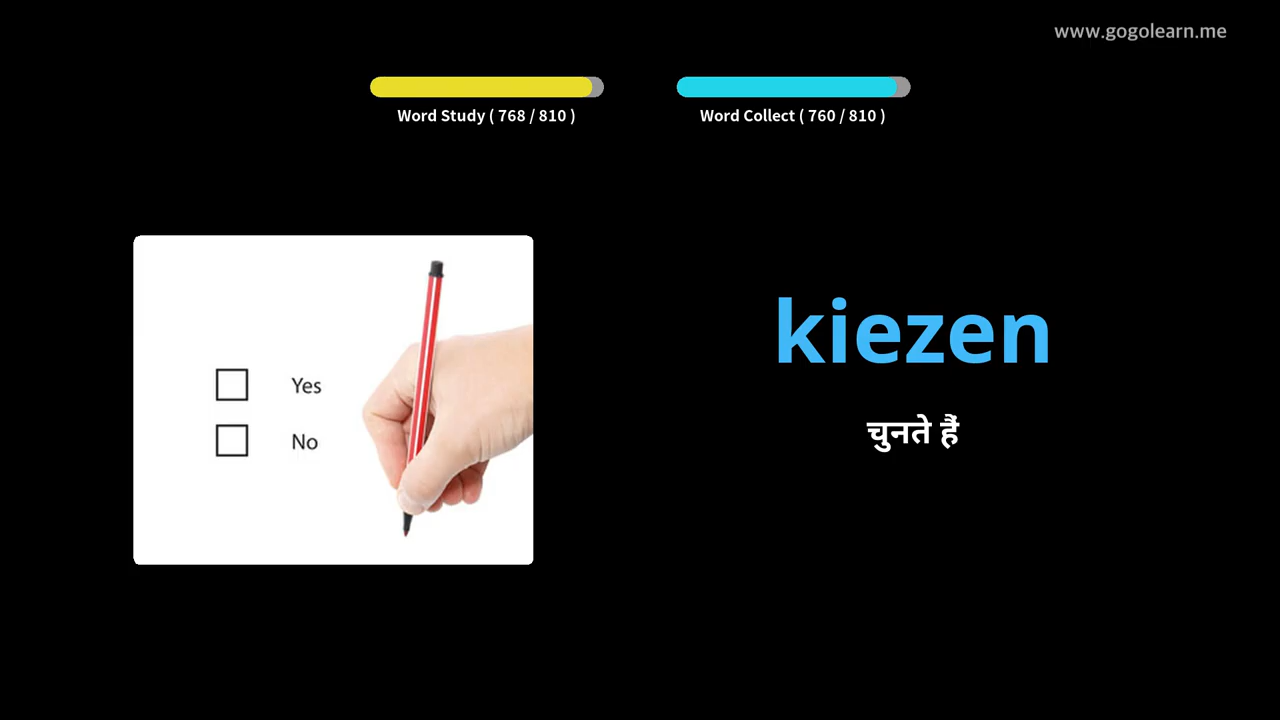 www.gogolearn.me
Word Study ( 768 / 810 )
Word Collect ( 760 / 810 )
Yes
No
kiezen
चुनते हैं